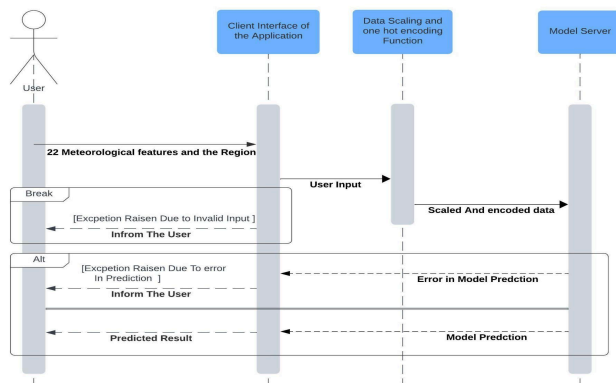 Client Interface of
the Application
Data Scaling and
one hot encoding
Function
Model Server
User
22 Meteorological features and the Region
User Input
Scaled And encoded data
Break
[Excpetion Raisen Due to Invalid Input ]
Infrom The User
Alt
[Excpetion Raisen Due To error
In Prediction ]
Inform The User
Error in Model Predction
Predicted Result
Model Predction